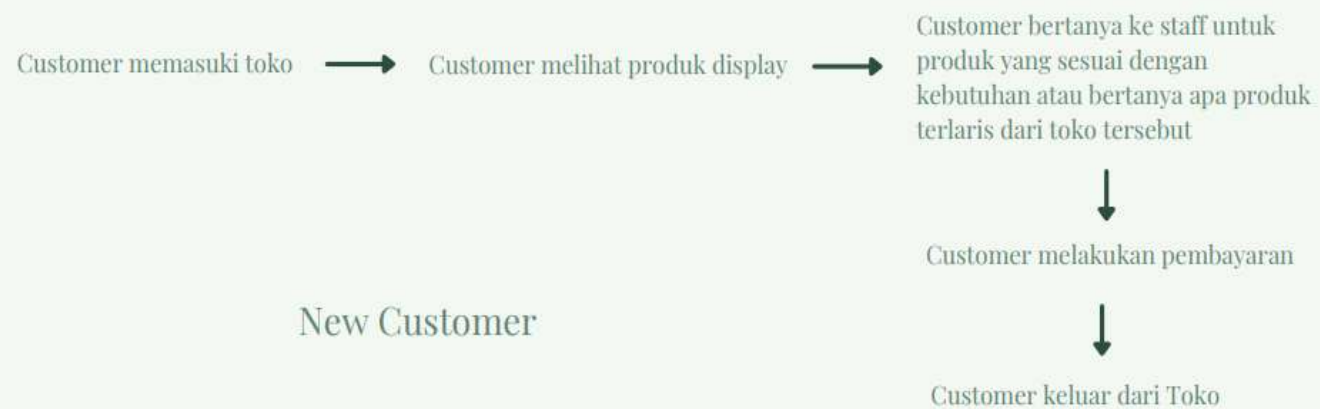 Customer memasuki toko
Customer melihat produk display
Customer bertanya ke staff untuk
produk yang sesuai dengan
kebutuhan atau bertanya apa produk
terlaris dari toko tersebut
Customer melakukan pembayaran
New Customer
Customer keluar dari Toko